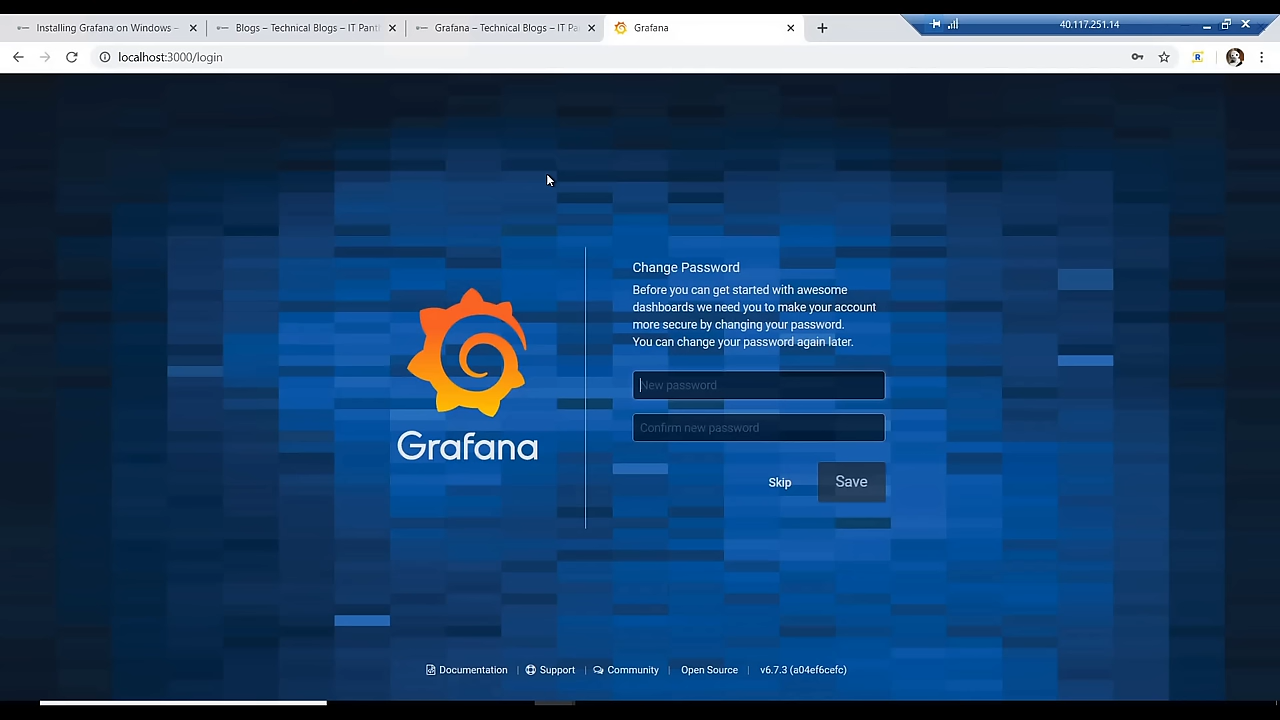 Installing Grafana on Windows –
Blogs – Technical Blogs – IT Pant
Grafana – Technical Blogs – IT Pa
Grafana
40.117.251.14
localhost:3000/login
Change Password
Before you can get started with awesome
dashboards we need you to make your account
more secure by changing your password.
You can change your password again later.
New password
Confirm new password
Skip
Save
Grafana
Documentation | Support | Community | Open Source | v6.7.3 (a04ef6cefc)